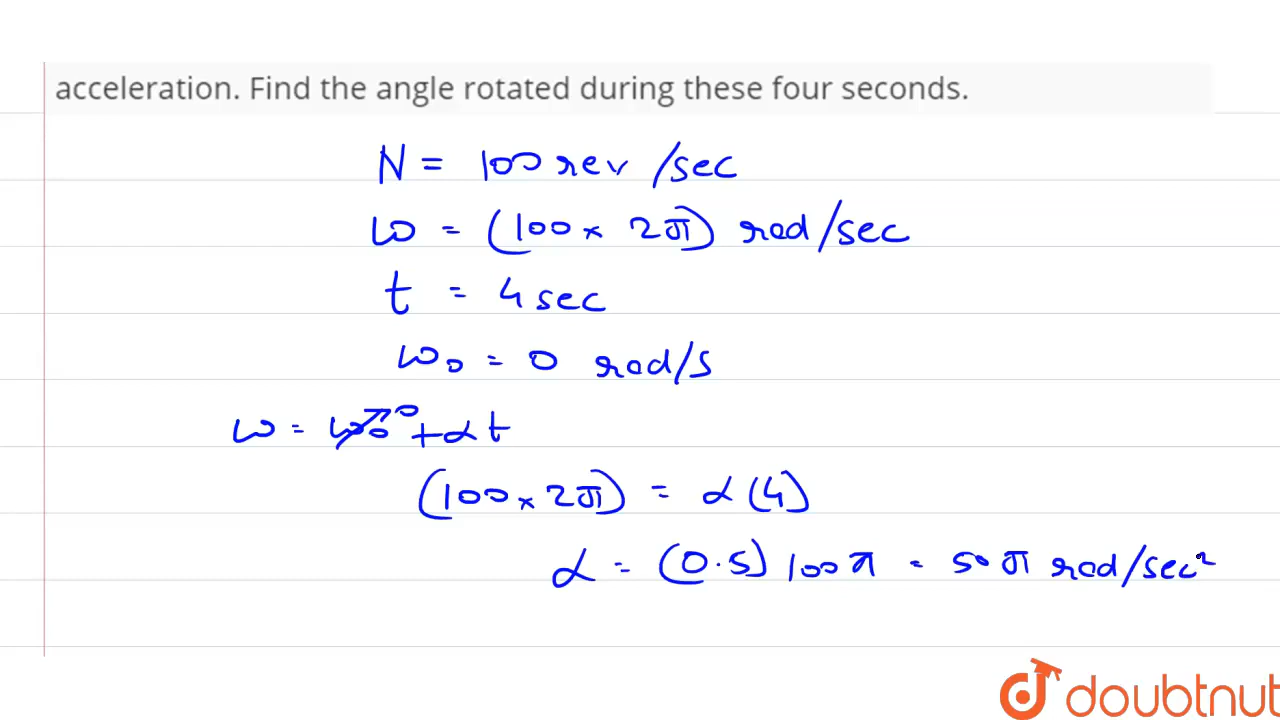 acceleration. Find the angle rotated during these four seconds.
N = 100 rev /sec
ω = (100 × 2π) rad/sec
t = 4 sec
ω₀ = 0 rad/s
ω = ω₀⁰ + αt
(100 × 2π) = α(4)
α = (0.5) 100π = 50π rad/sec²
doubtnut